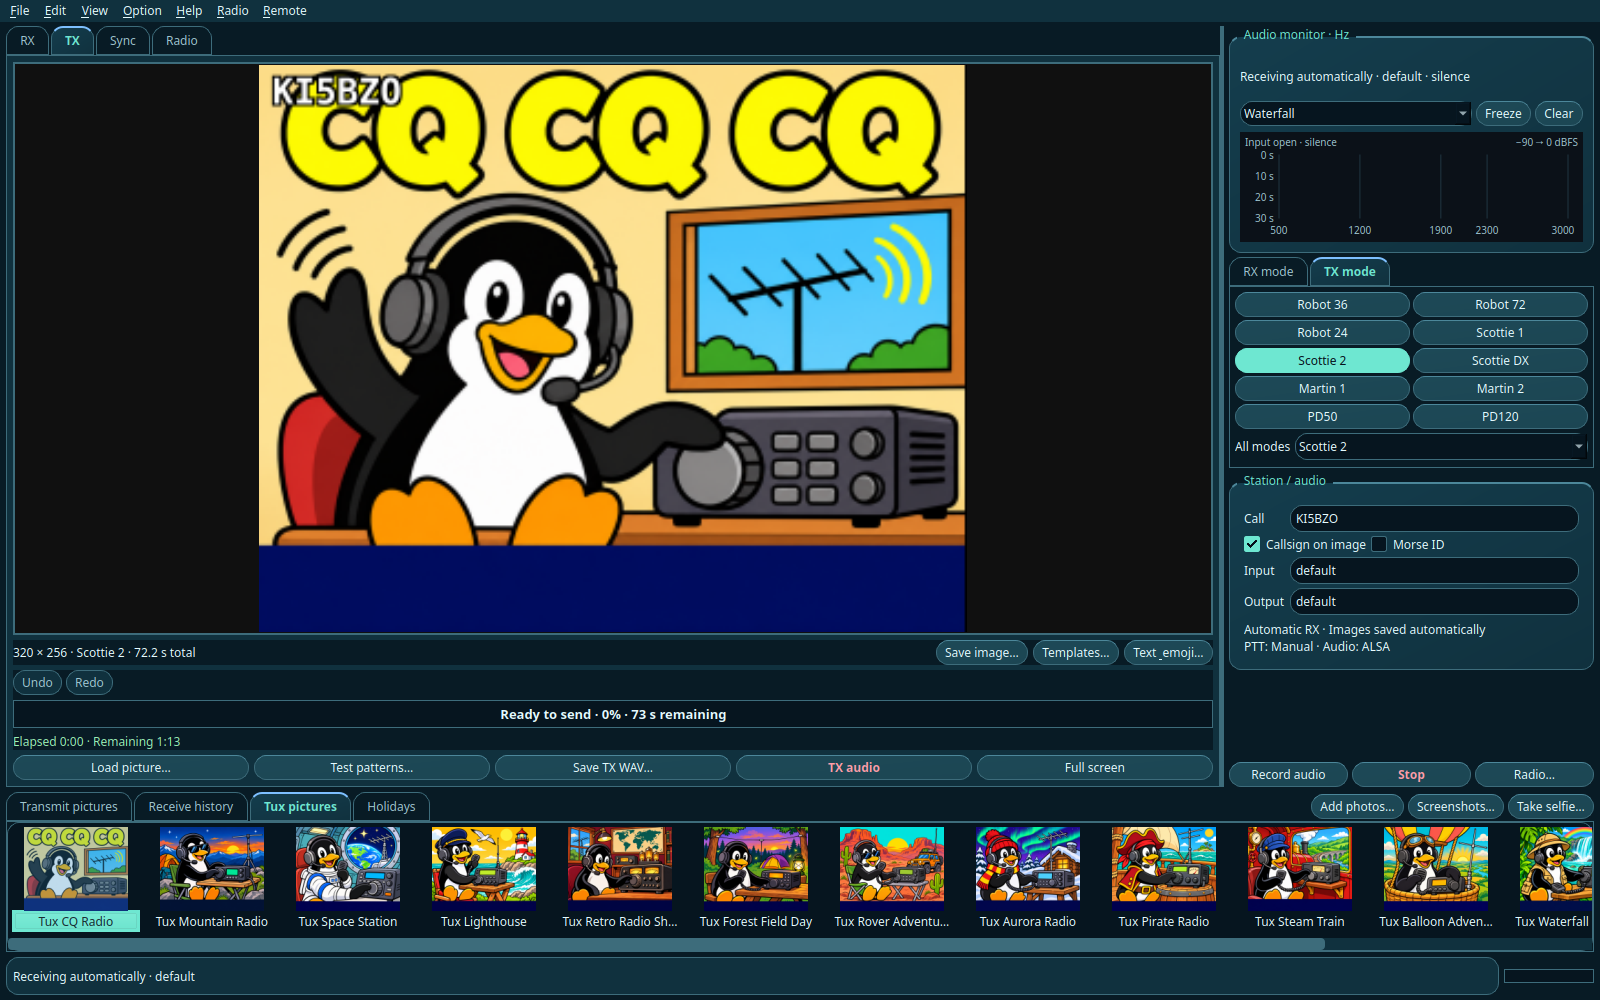 File Edit View Option Help Radio Remote
RX TX Sync Radio
KI5BZO
CQ CQ CQ
320 × 256 · Scottie 2 · 72.2 s total
Save image... Templates... Text_emoji...
Undo Redo
Ready to send · 0% · 73 s remaining
Elapsed 0:00 · Remaining 1:13
Load picture... Test patterns... Save TX WAV... TX audio Full screen
Audio monitor · Hz
Receiving automatically · default · silence
Waterfall Freeze Clear
Input open · silence −90 → 0 dBFS
0 s
10 s
20 s
30 s
500 1200 1900 2300 3000
RX mode TX mode
Robot 36 Robot 72
Robot 24 Scottie 1
Scottie 2 Scottie DX
Martin 1 Martin 2
PD50 PD120
All modes Scottie 2
Station / audio
Call KI5BZO
Callsign on image Morse ID
Input default
Output default
Automatic RX · Images saved automatically
PTT: Manual · Audio: ALSA
Record audio Stop Radio...
Transmit pictures Receive history Tux pictures Holidays
Add photos... Screenshots... Take selfie...
Tux CQ Radio Tux Mountain Radio Tux Space Station Tux Lighthouse Tux Retro Radio Sh... Tux Forest Field Day Tux Rover Adventu... Tux Aurora Radio Tux Pirate Radio Tux Steam Train Tux Balloon Adven... Tux Waterfall
Receiving automatically · default